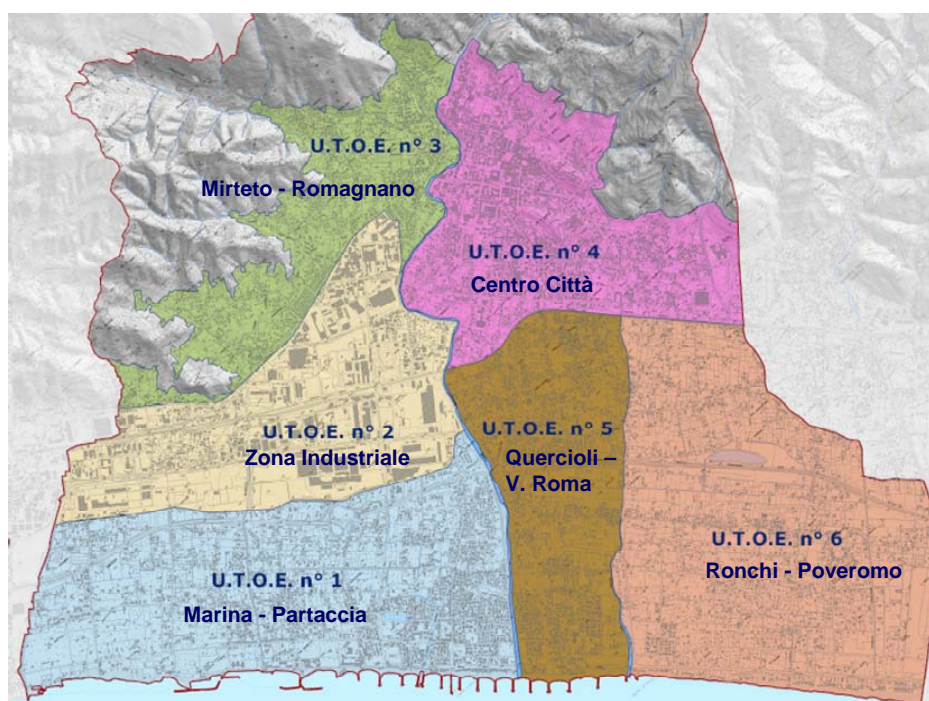 U.T.O.E. n° 3
Mirteto - Romagnano
U.T.O.E. n° 4
Centro Città
U.T.O.E. n° 2
Zona Industriale
U.T.O.E. n° 5
Quercioli –
V. Roma
U.T.O.E. n° 6
Ronchi - Poveromo
U.T.O.E. n° 1
Marina - Partaccia